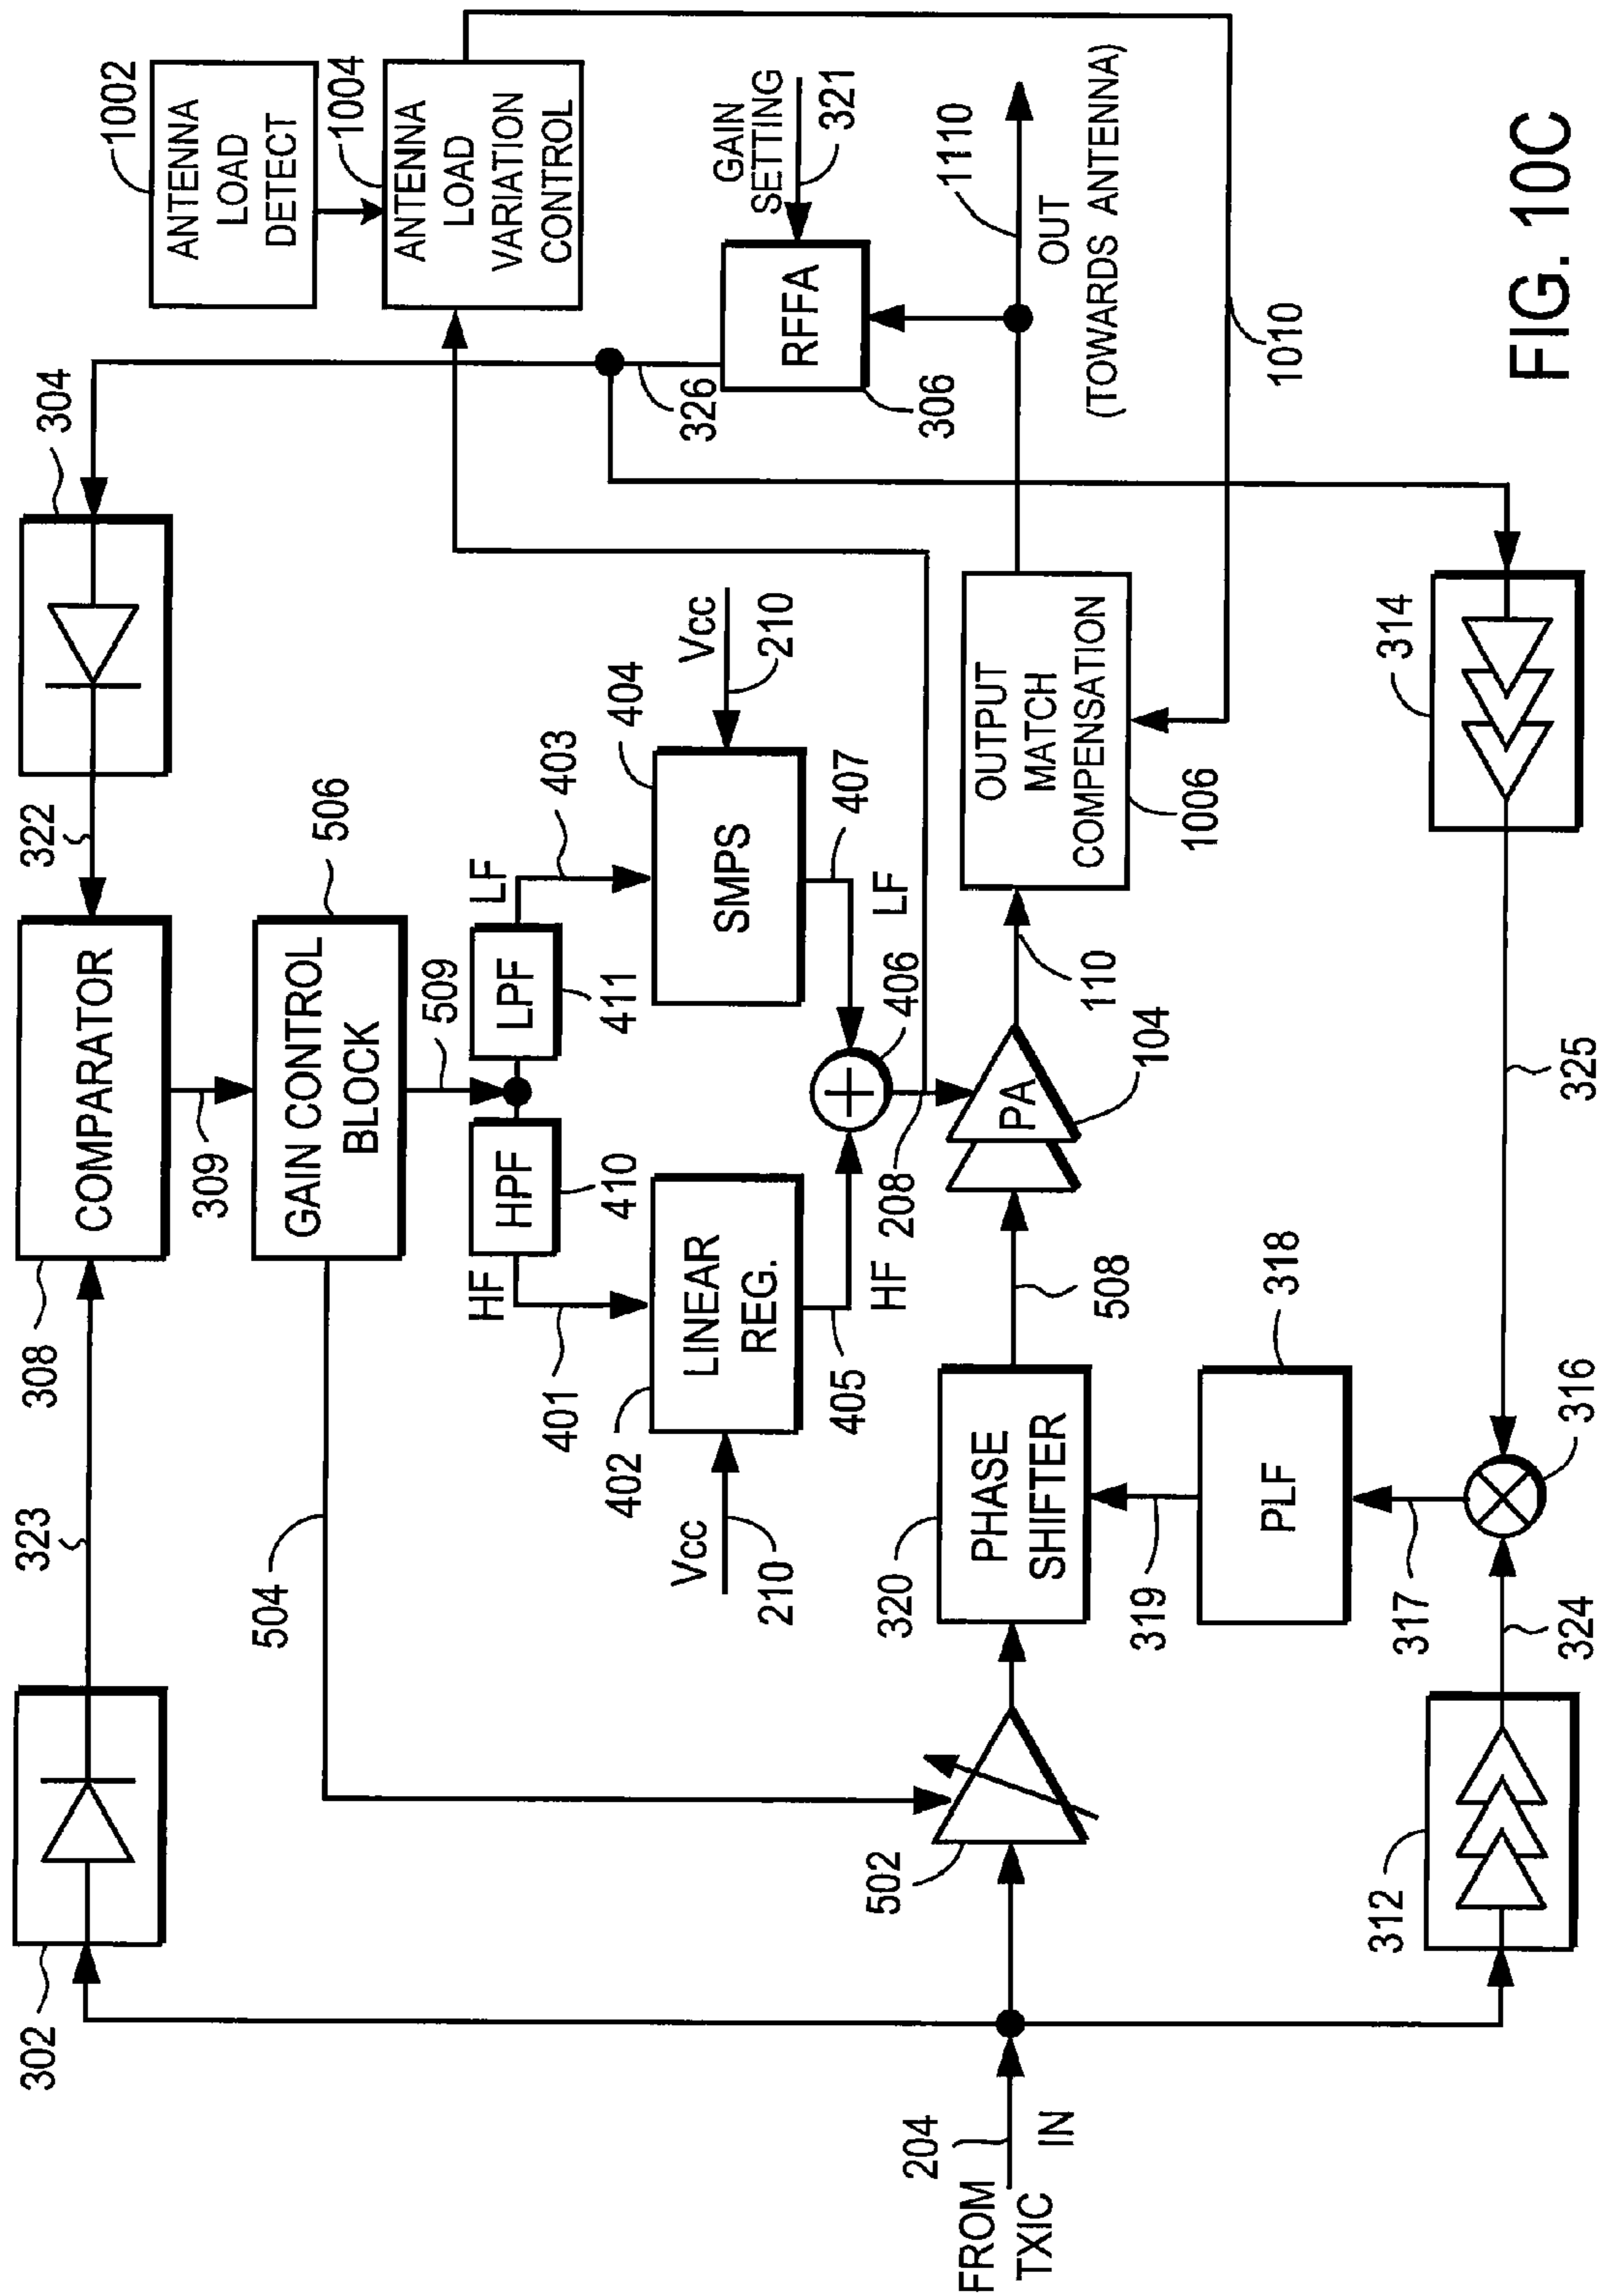 302
323
308
COMPARATOR
322
304
1002
ANTENNA
LOAD
DETECT
1004
ANTENNA
LOAD
VARIATION
CONTROL
309
504
GAIN CONTROL
BLOCK
506
509
HF
HPF
410
LPF
411
LF
403
401
402
LINEAR
REG.
Vcc
210
405
HF
SMPS
404
Vcc
210
407
LF
406
208
326
RFFA
306
GAIN
SETTING
321
FROM
TXIC
204
IN
502
320
PHASE
SHIFTER
508
PA
104
110
OUTPUT
MATCH
COMPENSATION
1006
1110
OUT
(TOWARDS ANTENNA)
1010
319
PLF
318
317
312
324
316
325
314
FIG. 10C